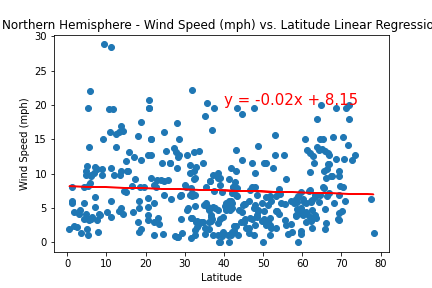 Northern Hemisphere - Wind Speed (mph) vs. Latitude Linear Regressio
30
25
20
15
10
5
0
Wind Speed (mph)
y = -0.02x + 8.15
0 10 20 30 40 50 60 70 80
Latitude